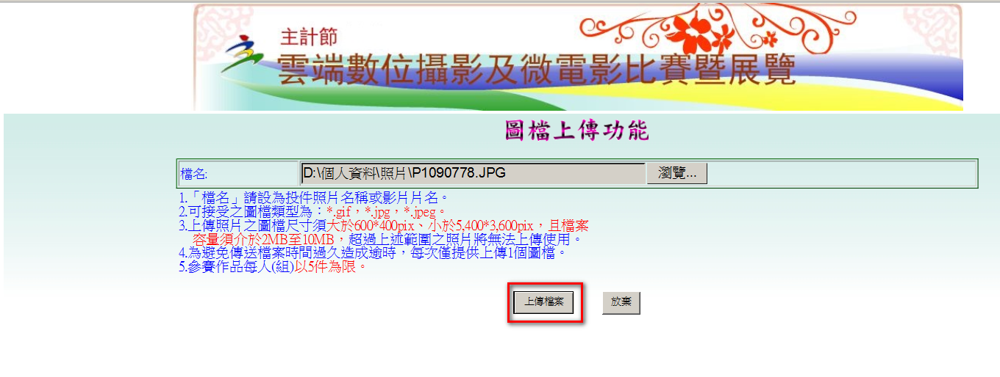 主計節
雲端數位攝影及微電影比賽暨展覽
圖檔上傳功能
檔名: D:\個人資料\照片\P1090778.JPG 瀏覽...
1.「檔名」請設為投件照片名稱或影片片名。
2.可接受之圖檔類型為：*.gif，*.jpg，*.jpeg。
3.上傳照片之圖檔尺寸須大於600*400pix、小於5,400*3,600pix，且檔案
容量須介於2MB至10MB，超過上述範圍之照片將無法上傳使用。
4.為避免傳送檔案時間過久造成逾時，每次僅提供上傳1個圖檔。
5.參賽作品每人(組)以5件為限。
上傳檔案 放棄